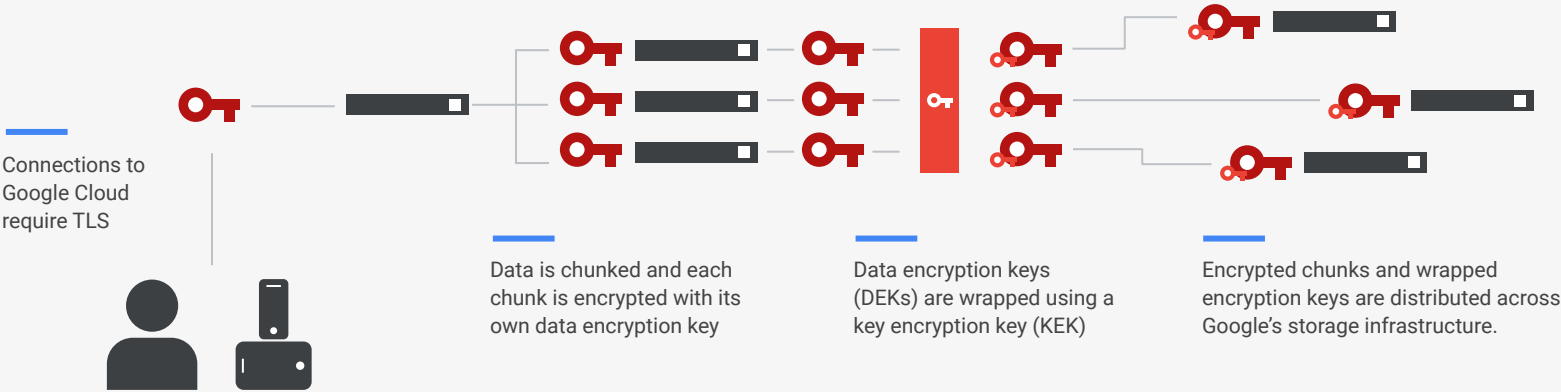 Connections to
Google Cloud
require TLS
Data is chunked and each
chunk is encrypted with its
own data encryption key
Data encryption keys
(DEKs) are wrapped using a
key encryption key (KEK)
Encrypted chunks and wrapped
encryption keys are distributed across
Google’s storage infrastructure.